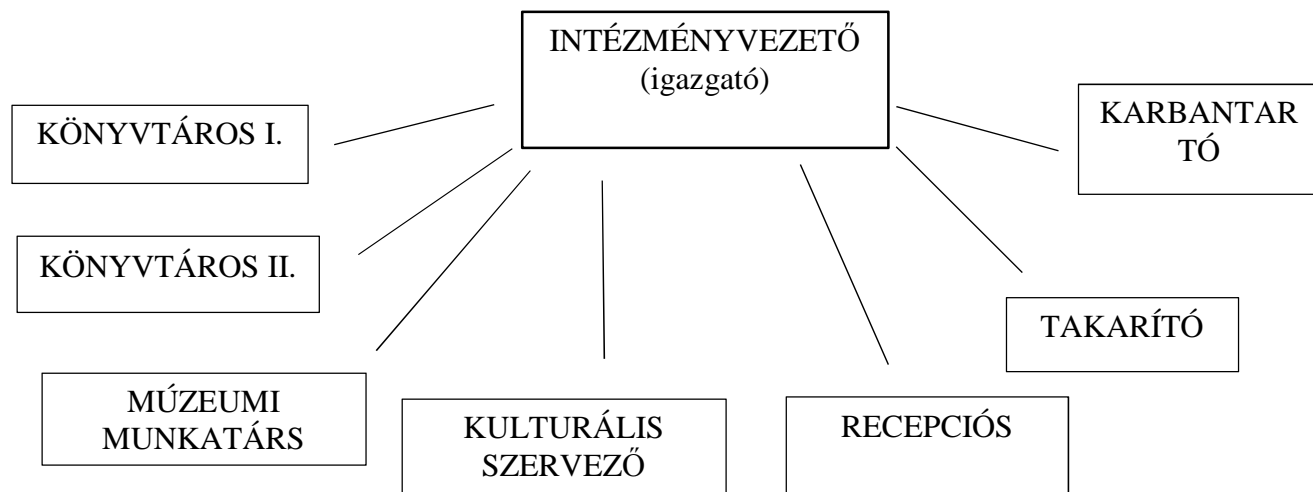 INTÉZMÉNYVEZETŐ
(igazgató)
KÖNYVTÁROS I.
KARBANTAR
TÓ
KÖNYVTÁROS II.
TAKARÍTÓ
MÚZEUMI
MUNKATÁRS
KULTURÁLIS
SZERVEZŐ
RECEPCIÓS